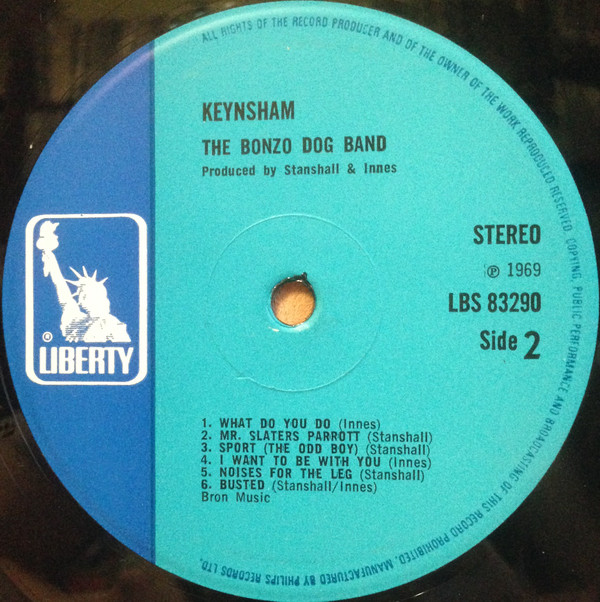 ALL RIGHTS OF THE RECORD PRODUCER AND OF THE OWNER OF THE WORK REPRODUCED RESERVED. COPYING, PUBLIC PERFORMANCE AND BROADCASTING OF THIS RECORD PROHIBITED. MANUFACTURED BY PHILIPS RECORDS LTD.
KEYNSHAM
THE BONZO DOG BAND
Produced by Stanshall & Innes
STEREO
℗ 1969
LBS 83290
Side 2
® LIBERTY
1. WHAT DO YOU DO (Innes)
2. MR. SLATERS PARROTT (Stanshall)
3. SPORT (THE ODD BOY) (Stanshall)
4. I WANT TO BE WITH YOU (Innes)
5. NOISES FOR THE LEG (Stanshall)
6. BUSTED (Stanshall/Innes)
Bron Music